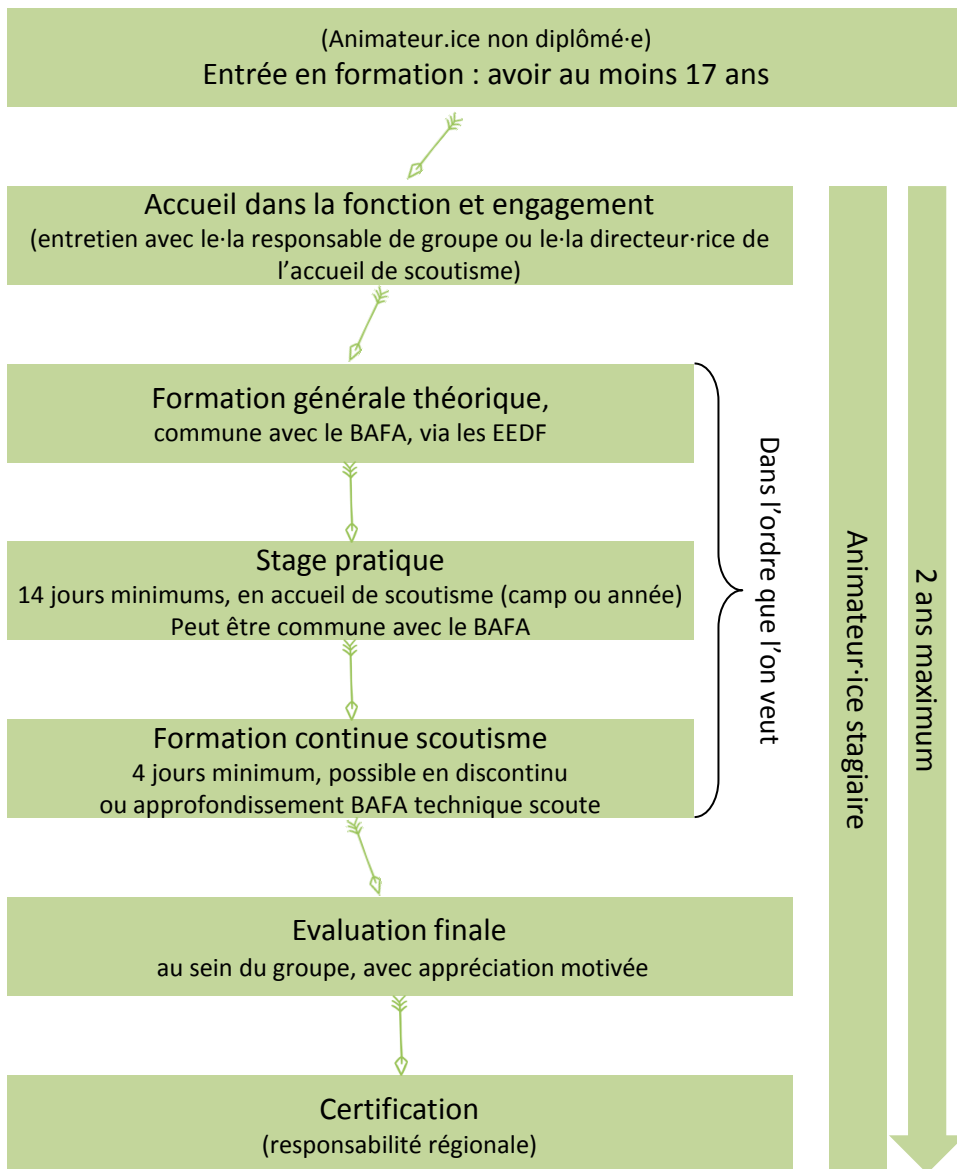 (Animateur.ice non diplômé·e)
Entrée en formation : avoir au moins 17 ans
Accueil dans la fonction et engagement
(entretien avec le·la responsable de groupe ou le·la directeur·rice de
l’accueil de scoutisme)
Formation générale théorique,
commune avec le BAFA, via les EEDF
Stage pratique
14 jours minimums, en accueil de scoutisme (camp ou année)
Peut être commune avec le BAFA
Formation continue scoutisme
4 jours minimum, possible en discontinu
ou approfondissement BAFA technique scoute
Dans l’ordre que l’on veut
Evaluation finale
au sein du groupe, avec appréciation motivée
Certification
(responsabilité régionale)
Animateur·ice stagiaire
2 ans maximum